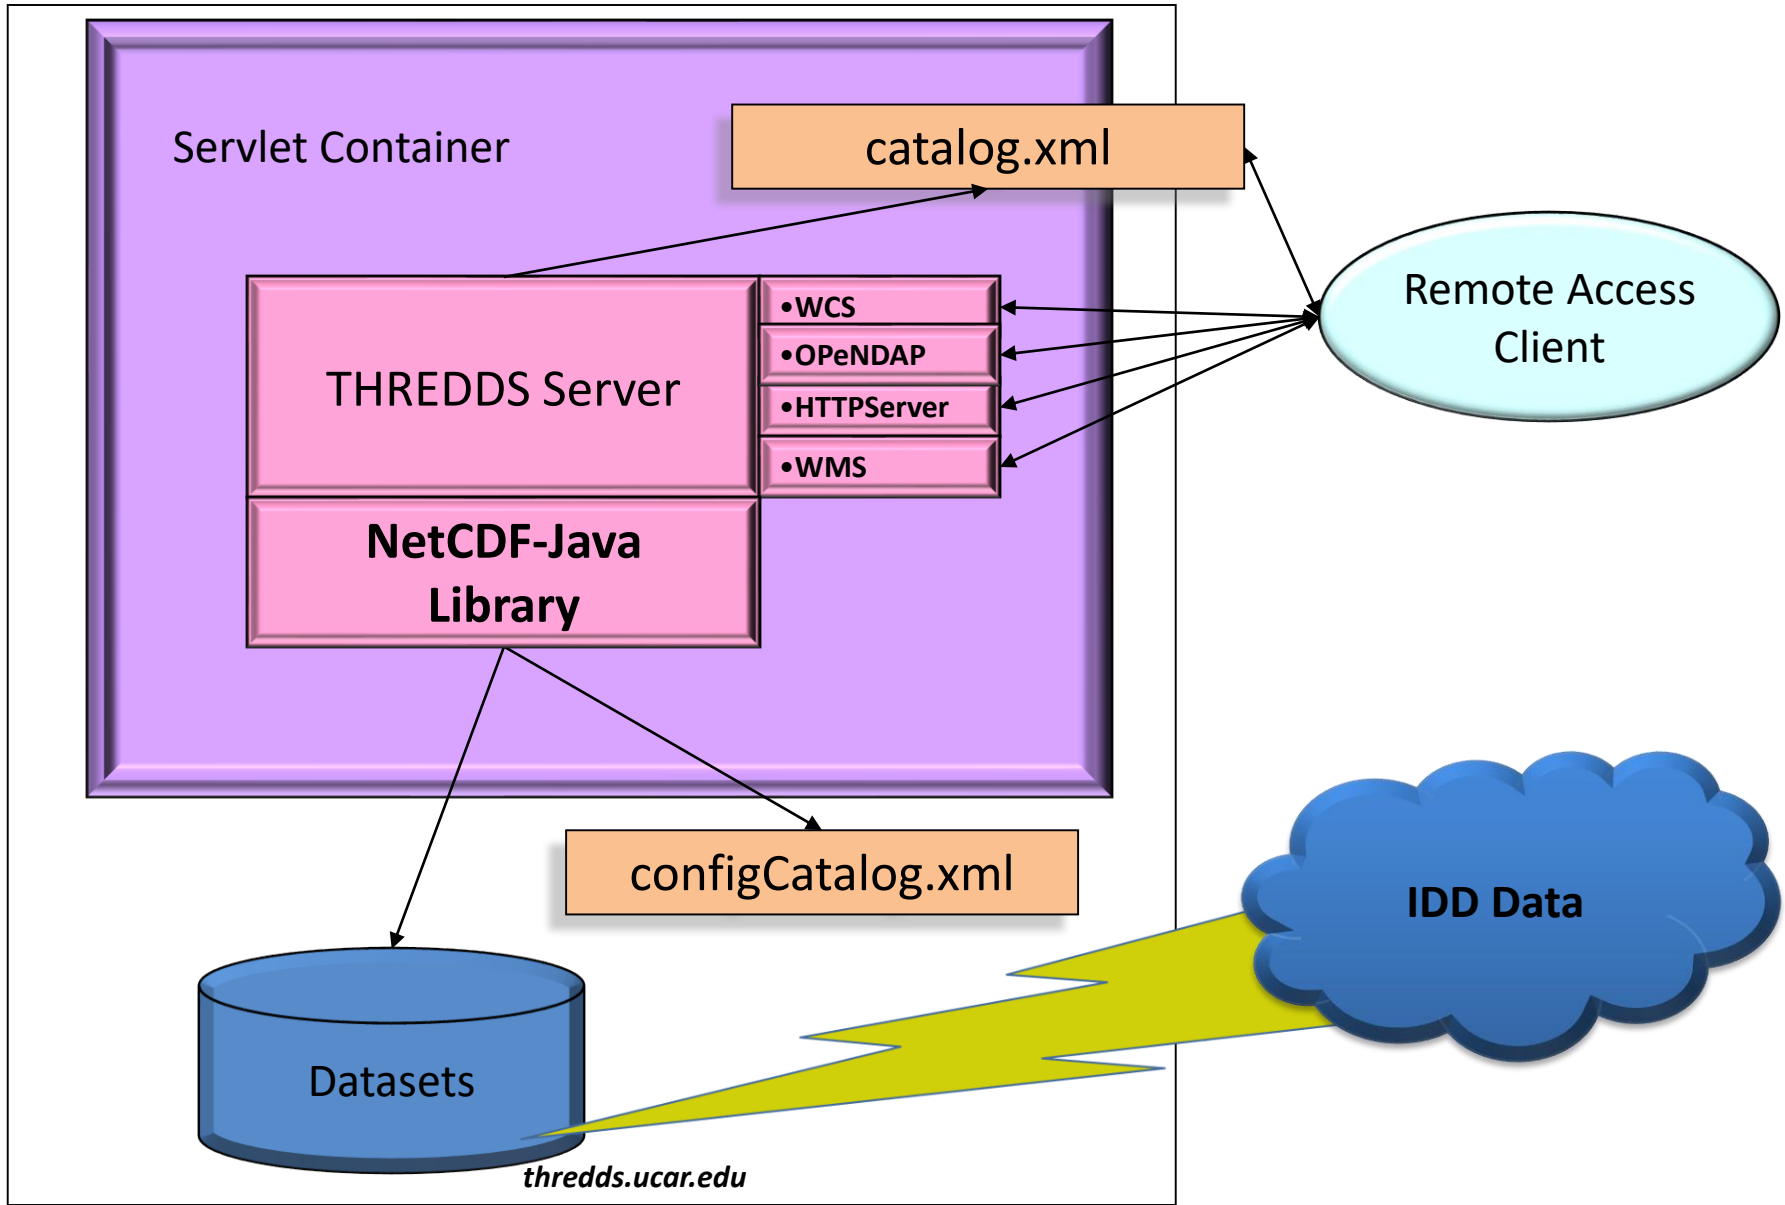 Servlet Container
catalog.xml
Remote Access
Client
THREDDS Server
•WCS
•OPeNDAP
•HTTPServer
•WMS
NetCDF-Java
Library
configCatalog.xml
IDD Data
Datasets
thredds.ucar.edu